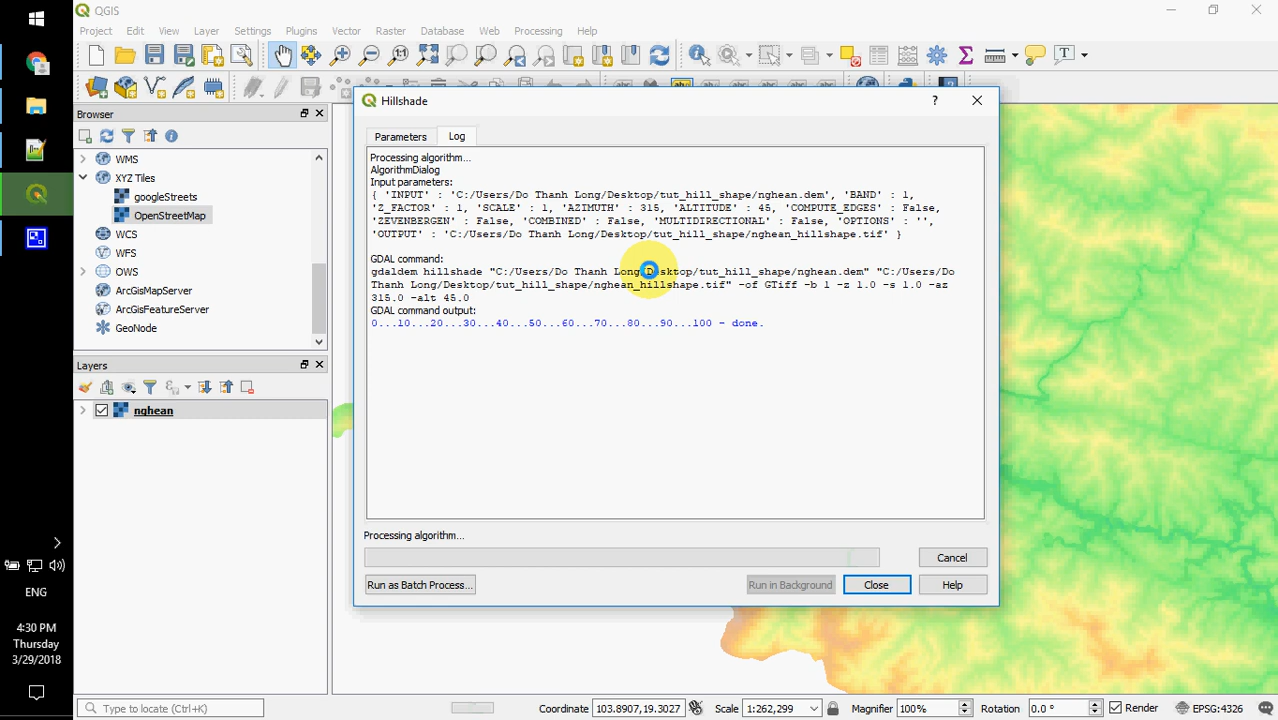 QGIS
Project Edit View Layer Settings Plugins Vector Raster Database Web Processing Help
Browser
WMS
XYZ Tiles
googleStreets
OpenStreetMap
WCS
WFS
OWS
ArcGisMapServer
ArcGisFeatureServer
GeoNode
Layers
nghean
Hillshade
Parameters Log
Processing algorithm...
AlgorithmDialog
Input parameters:
{ 'INPUT' : 'C:/Users/Do Thanh Long/Desktop/tut_hill_shape/nghean.dem', 'BAND' : 1,
'Z_FACTOR' : 1, 'SCALE' : 1, 'AZIMUTH' : 315, 'ALTITUDE' : 45, 'COMPUTE_EDGES' : False,
'ZEVENBERGEN' : False, 'COMBINED' : False, 'MULTIDIRECTIONAL' : False, 'OPTIONS' : '',
'OUTPUT' : 'C:/Users/Do Thanh Long/Desktop/tut_hill_shape/nghean_hillshape.tif' }
GDAL command:
gdaldem hillshade "C:/Users/Do Thanh Long/Desktop/tut_hill_shape/nghean.dem" "C:/Users/Do
Thanh Long/Desktop/tut_hill_shape/nghean_hillshape.tif" -of GTiff -b 1 -z 1.0 -s 1.0 -az
315.0 -alt 45.0
GDAL command output:
0...10...20...30...40...50...60...70...80...90...100 - done.
Processing algorithm...
Cancel
Run as Batch Process... Run in Background Close Help
ENG
4:30 PM
Thursday
3/29/2018
Type to locate (Ctrl+K) Coordinate 103.8907,19.3027 Scale 1:262,299 Magnifier 100% Rotation 0.0 ° Render EPSG:4326